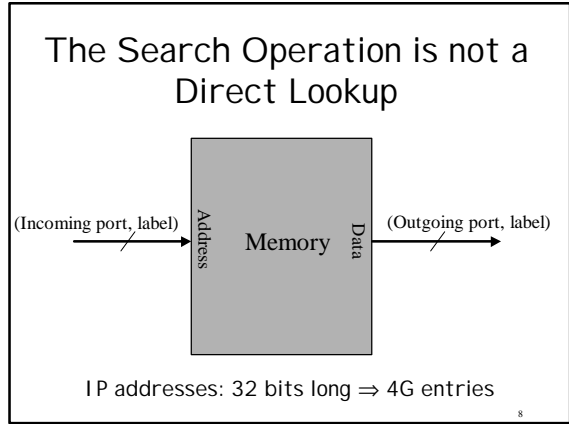 The Search Operation is not a
Direct Lookup
(Incoming port, label)
Address
Memory
Data
(Outgoing port, label)
IP addresses: 32 bits long ⇒ 4G entries
8